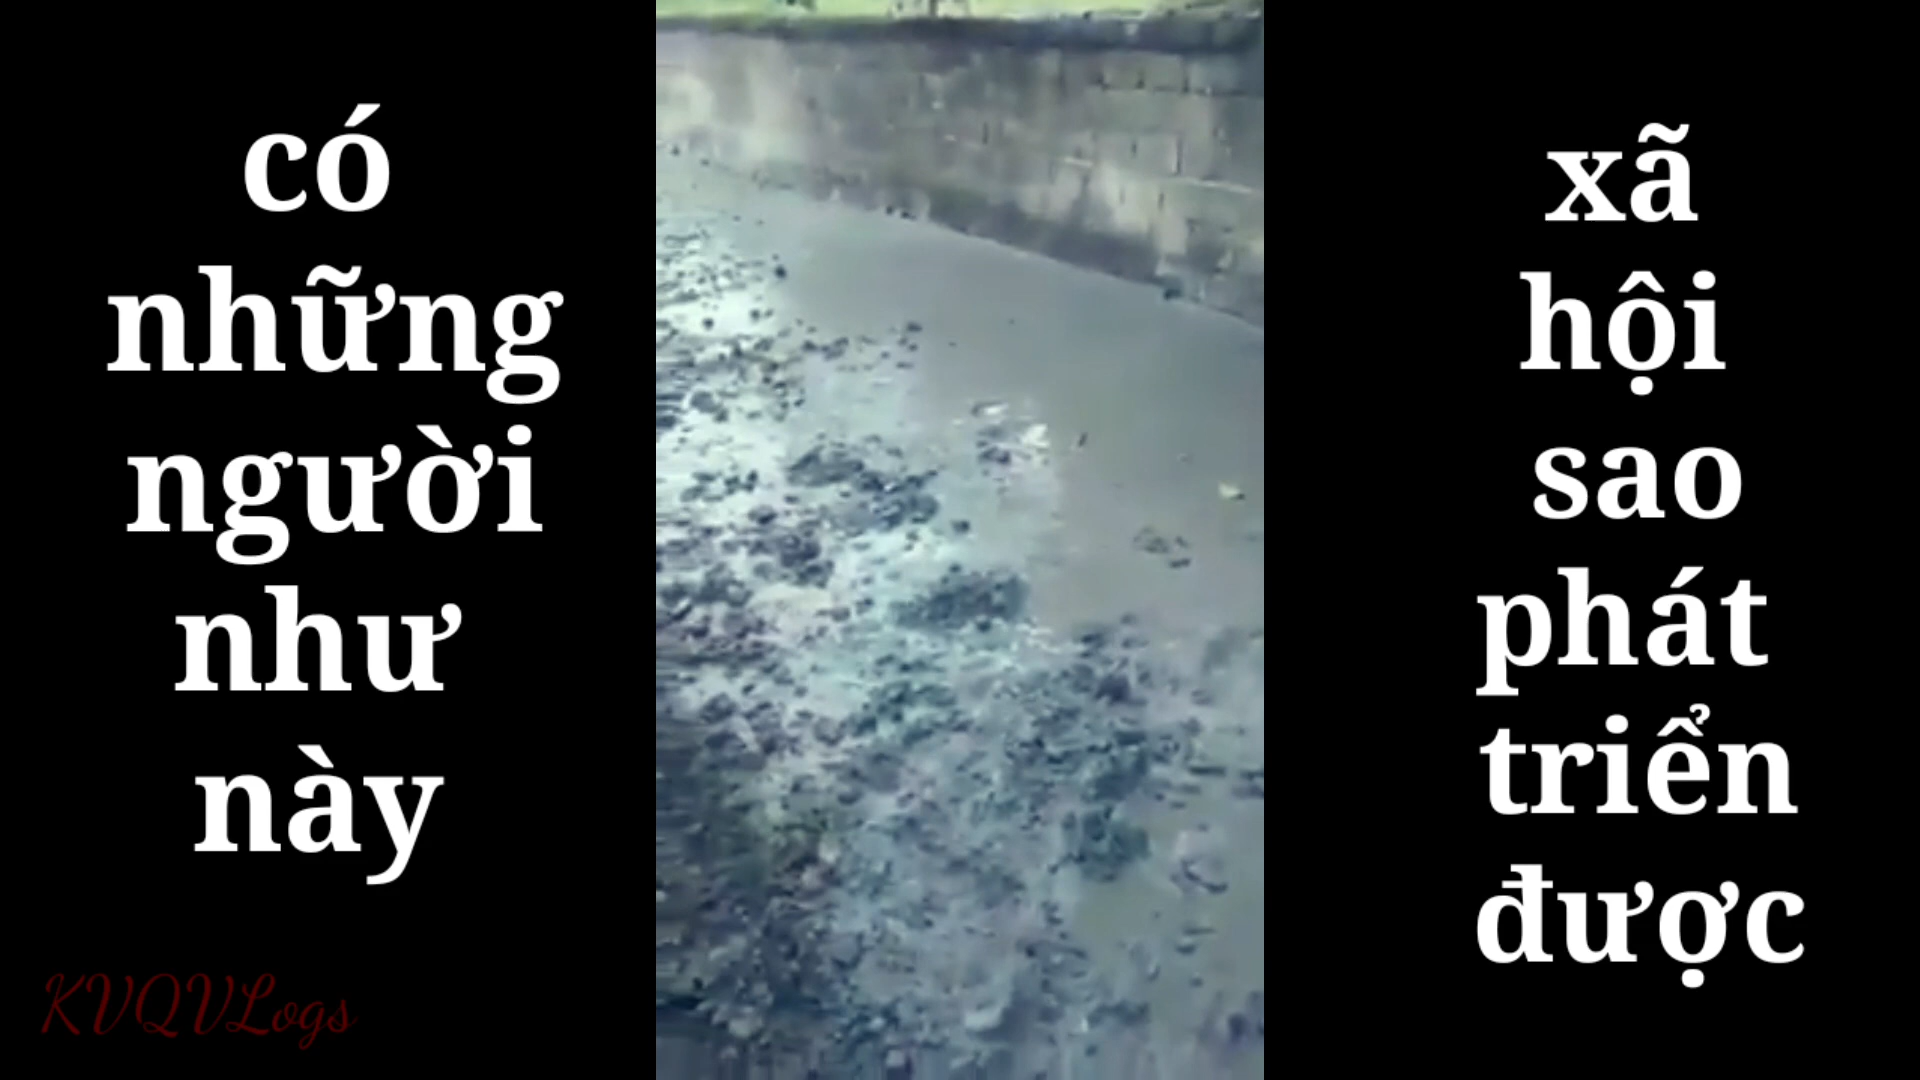 có
những
người
như
này
xã
hội
sao
phát
triển
được
KVQVLogs